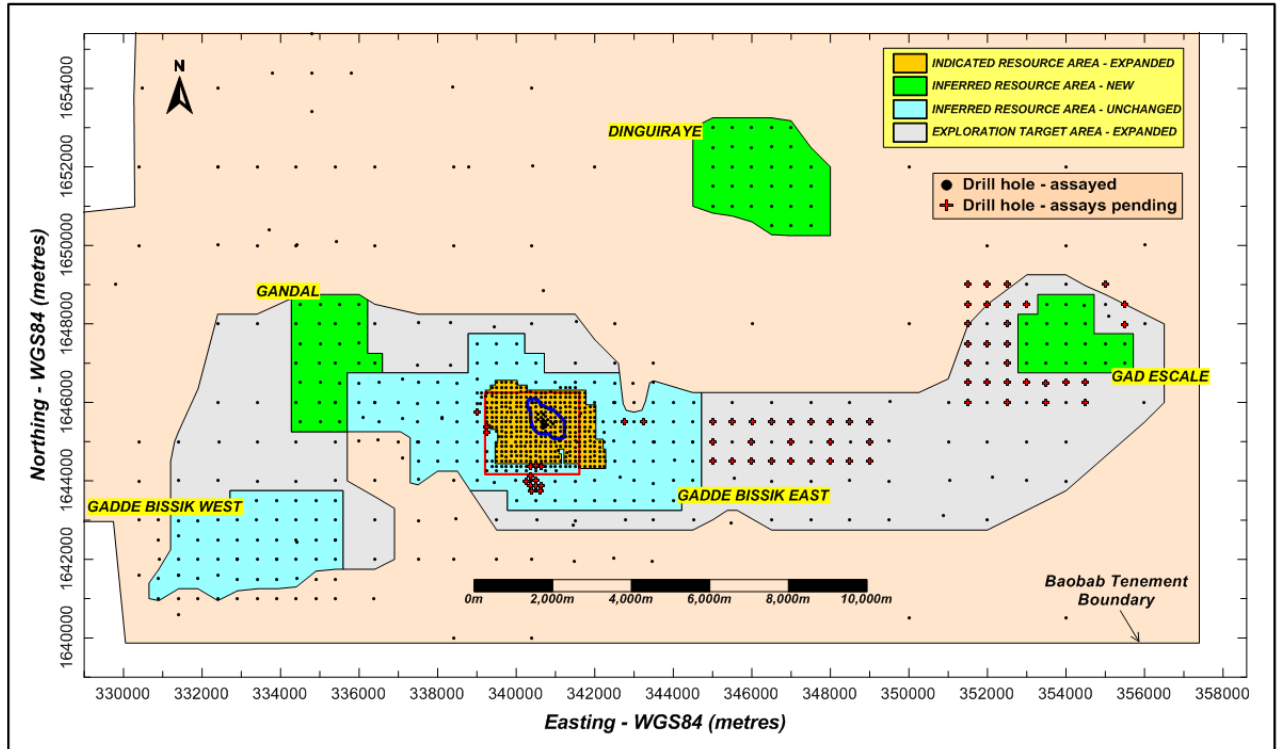 N
INDICATED RESOURCE AREA - EXPANDED
INFERRED RESOURCE AREA - NEW
INFERRED RESOURCE AREA - UNCHANGED
EXPLORATION TARGET AREA - EXPANDED
Drill hole - assayed
Drill hole - assays pending
DINGUIRAYE
GANDAL
GAD ESCALE
GADDE BISSIK EAST
GADDE BISSIK WEST
0m 2,000m 4,000m 6,000m 8,000m 10,000m
Baobab Tenement
Boundary
Northing - WGS84 (metres)
1654000
1652000
1650000
1648000
1646000
1644000
1642000
1640000
330000 332000 334000 336000 338000 340000 342000 344000 346000 348000 350000 352000 354000 356000 358000
Easting - WGS84 (metres)